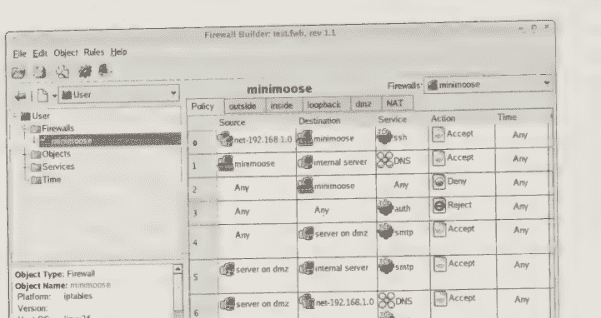 Firewall Builder: test.fwb, rev 1.1
File Edit Object Rules Help
User
minimoose
Firewalls: minimoose
Policy outside inside loopback dmz NAT
User
Firewalls
minimoose
Objects
Services
Time
Source Destination Service Action Time
0 net-192.168.1.0 minimoose ssh Accept Any
1 minimoose internal server DNS Accept Any
2 Any minimoose Any Deny Any
3 Any Any auth Reject Any
4 Any server on dmz smtp Accept Any
5 server on dmz internal server smtp Accept Any
6 server on dmz net-192.168.1.0 DNS Accept Any
Object Type: Firewall
Object Name: minimoose
Platform: iptables
Version: